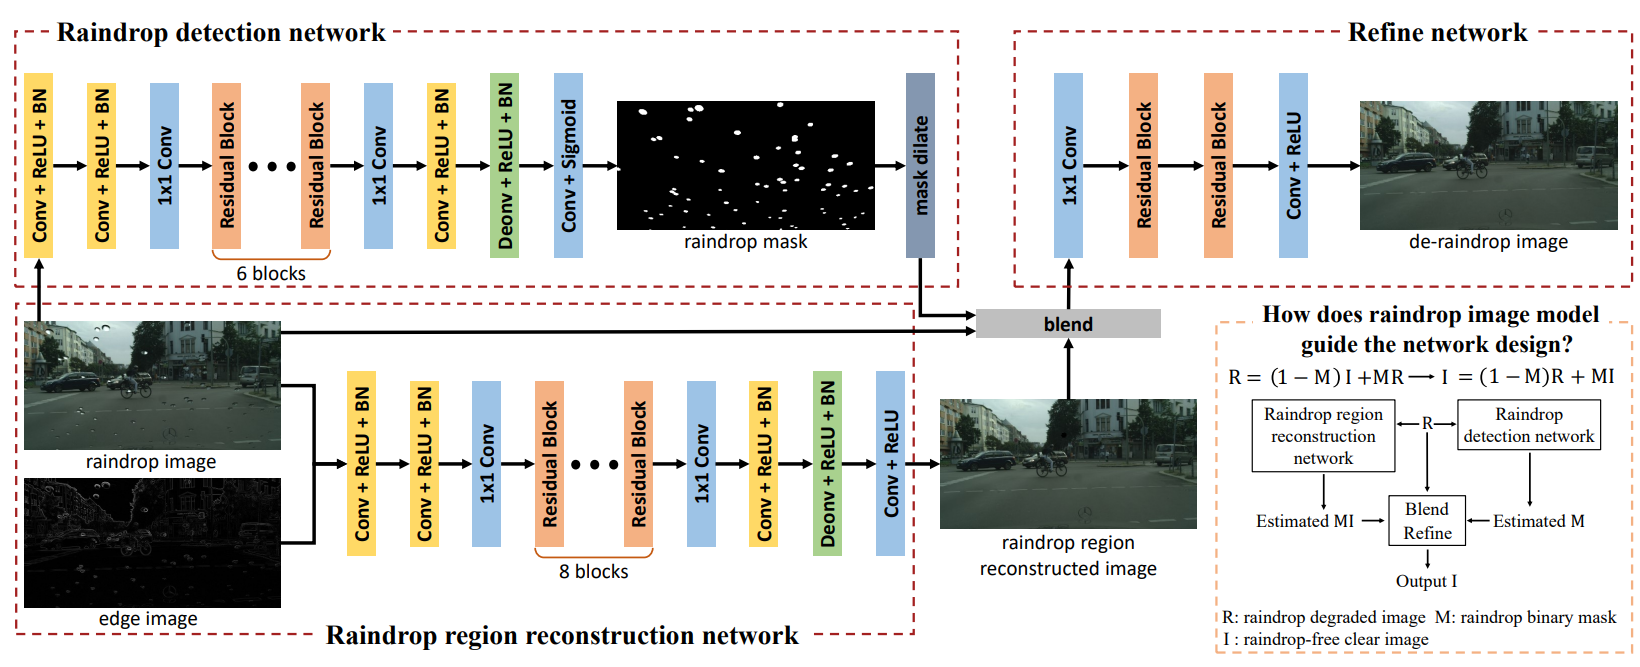 Raindrop detection network
Conv + ReLU + BN
Conv + ReLU + BN
1x1 Conv
Residual Block
Residual Block
6 blocks
1x1 Conv
Conv + ReLU + BN
Deonv + ReLU + BN
Conv + Sigmoid
raindrop mask
mask dilate
Refine network
1x1 Conv
Residual Block
Residual Block
Conv + ReLU
de-raindrop image
blend
raindrop image
edge image
Conv + ReLU + BN
Conv + ReLU + BN
1x1 Conv
Residual Block
Residual Block
8 blocks
1x1 Conv
Conv + ReLU + BN
Deonv + ReLU + BN
Conv + ReLU
raindrop region
reconstructed image
Raindrop region reconstruction network
How does raindrop image model
guide the network design?
R = (1 − M) I +MR → I = (1 − M)R + MI
Raindrop region
reconstruction
network
R
Raindrop
detection network
Estimated MI
Blend
Refine
Estimated M
Output I
R: raindrop degraded image M: raindrop binary mask
I : raindrop-free clear image